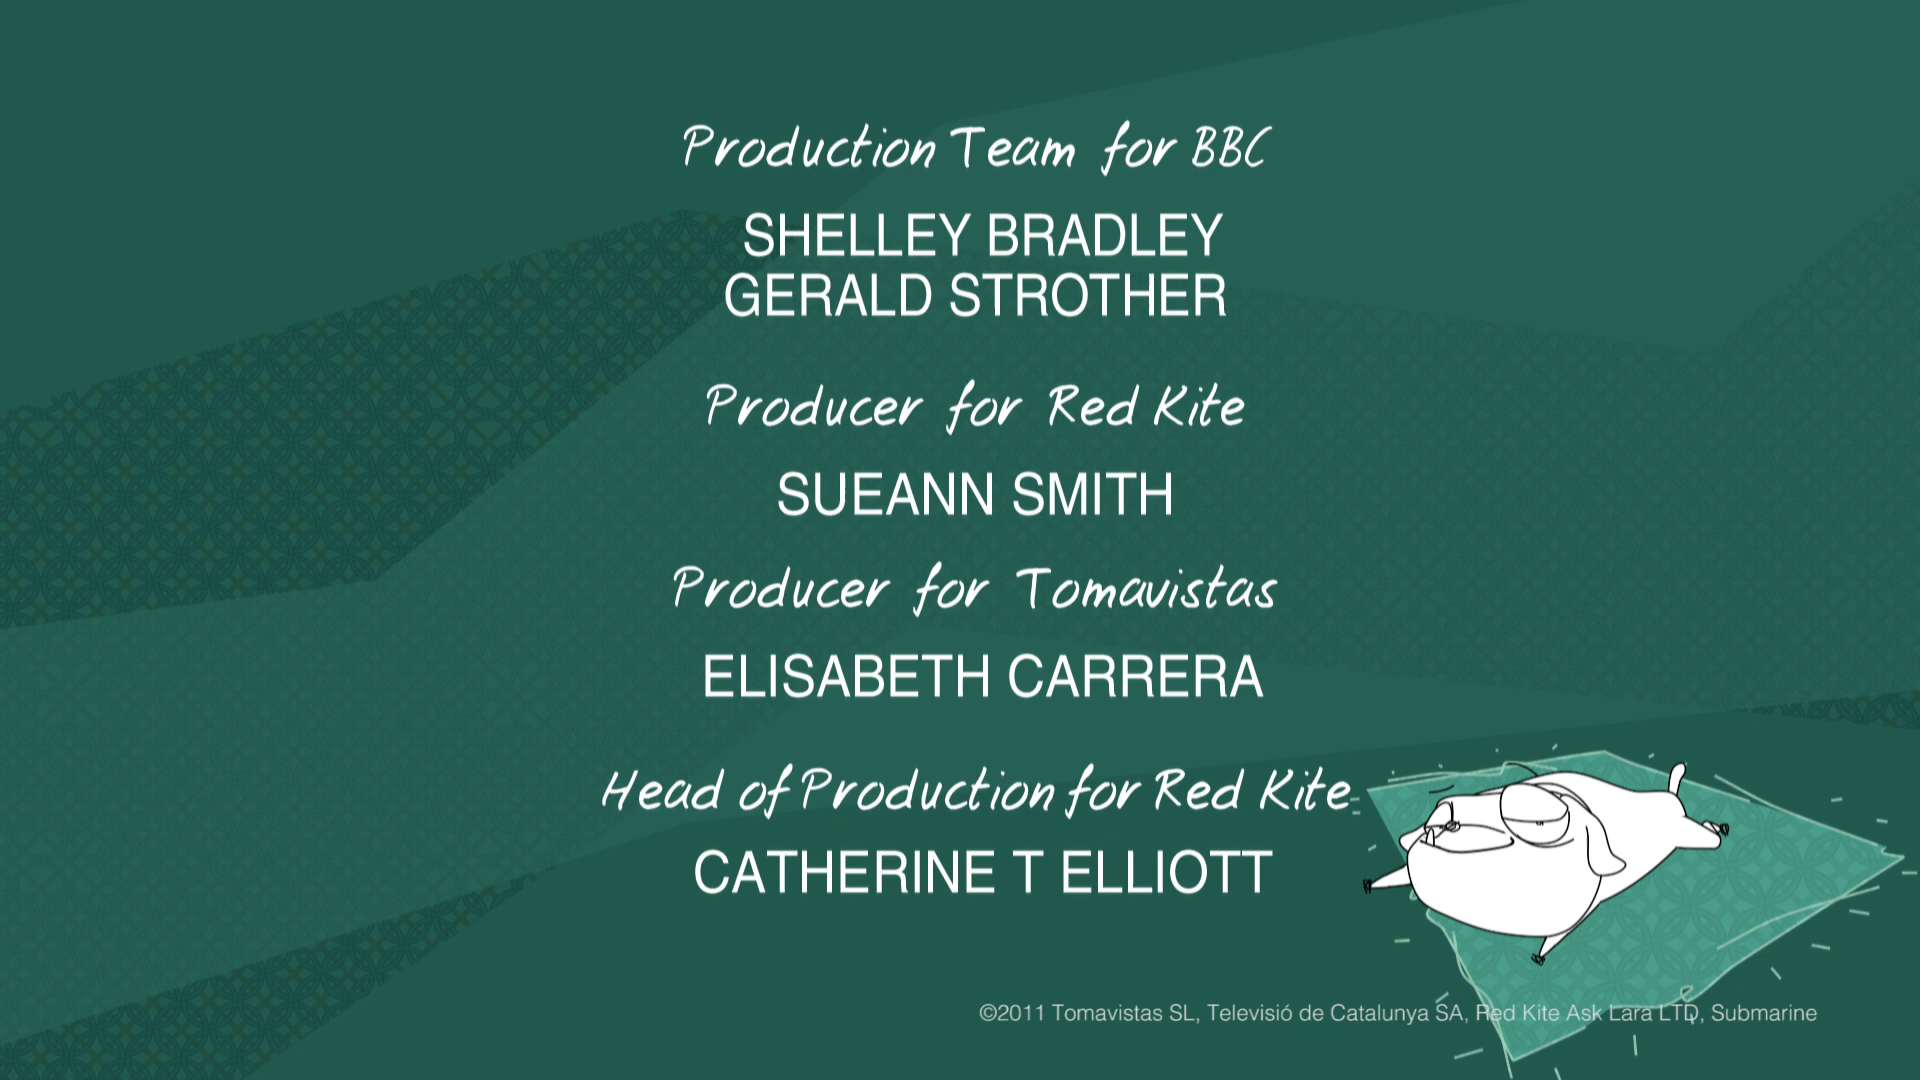 Production Team for BBC
SHELLEY BRADLEY
GERALD STROTHER
Producer for Red Kite
SUEANN SMITH
Producer for Tomavistas
ELISABETH CARRERA
Head of Production for Red Kite
CATHERINE T ELLIOTT
©2011 Tomavistas SL, Televisió de Catalunya SA, Red Kite Ask Lara LTD, Submarine